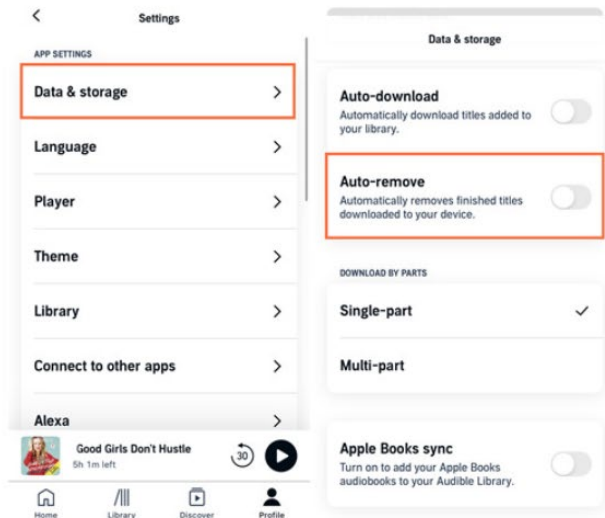 Settings
APP SETTINGS
Data & storage
Language
Player
Theme
Library
Connect to other apps
Alexa
Good Girls Don't Hustle
5h 1m left
30
Home
Library
Discover
Profile
Data & storage
Auto-download
Automatically download titles added to
your library.
Auto-remove
Automatically removes finished titles
downloaded to your device.
DOWNLOAD BY PARTS
Single-part
Multi-part
Apple Books sync
Turn on to add your Apple Books
audiobooks to your Audible Library.